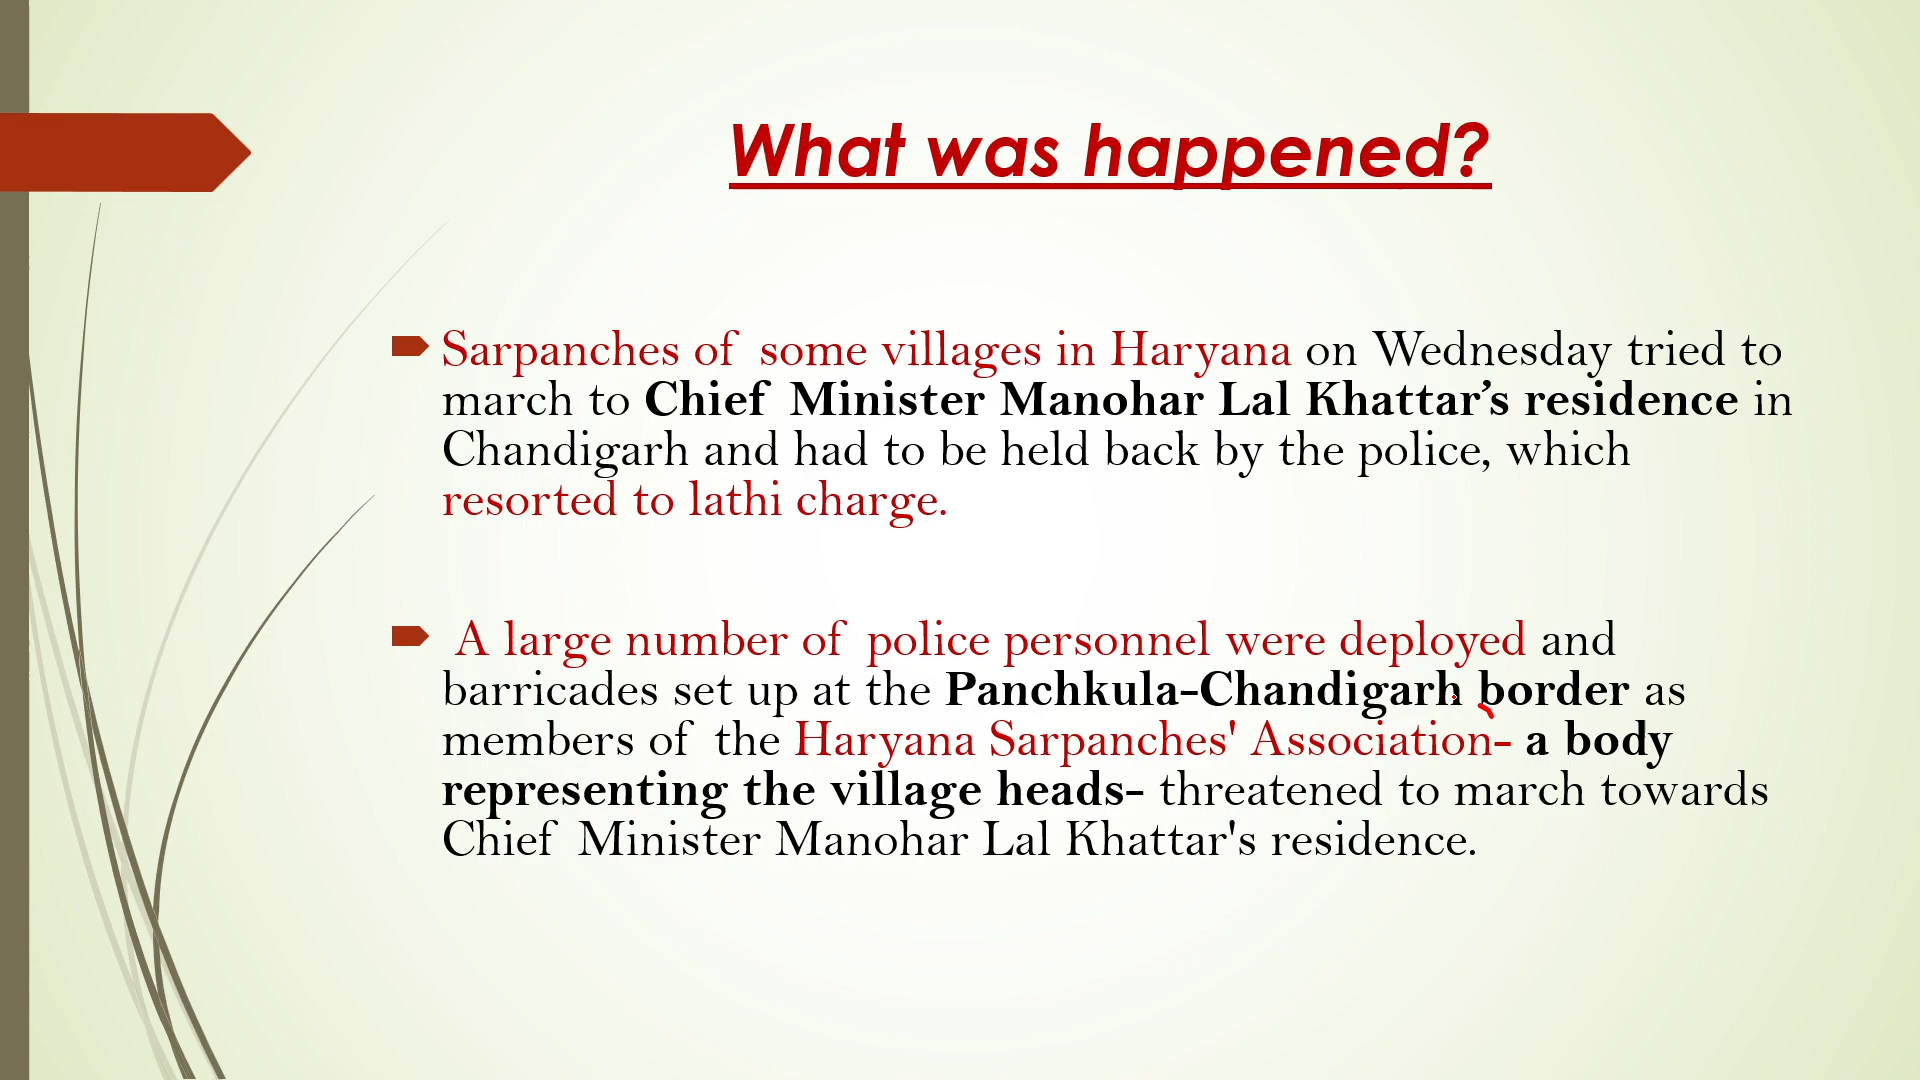 What was happened?
Sarpanches of some villages in Haryana on Wednesday tried to
march to Chief Minister Manohar Lal Khattar’s residence in
Chandigarh and had to be held back by the police, which
resorted to lathi charge.
A large number of police personnel were deployed and
barricades set up at the Panchkula-Chandigarh border as
members of the Haryana Sarpanches' Association- a body
representing the village heads- threatened to march towards
Chief Minister Manohar Lal Khattar's residence.